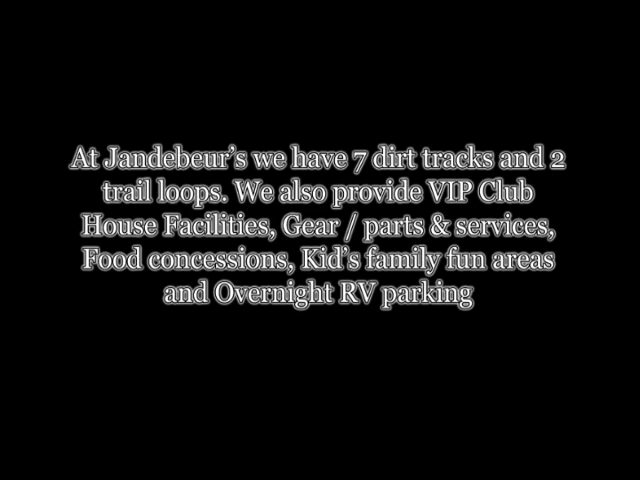 At Jandebeur's we have 7 dirt tracks and 2
trail loops. We also provide VIP Club
House Facilities, Gear / parts & services,
Food concessions, Kid's family fun areas
and Overnight RV parking